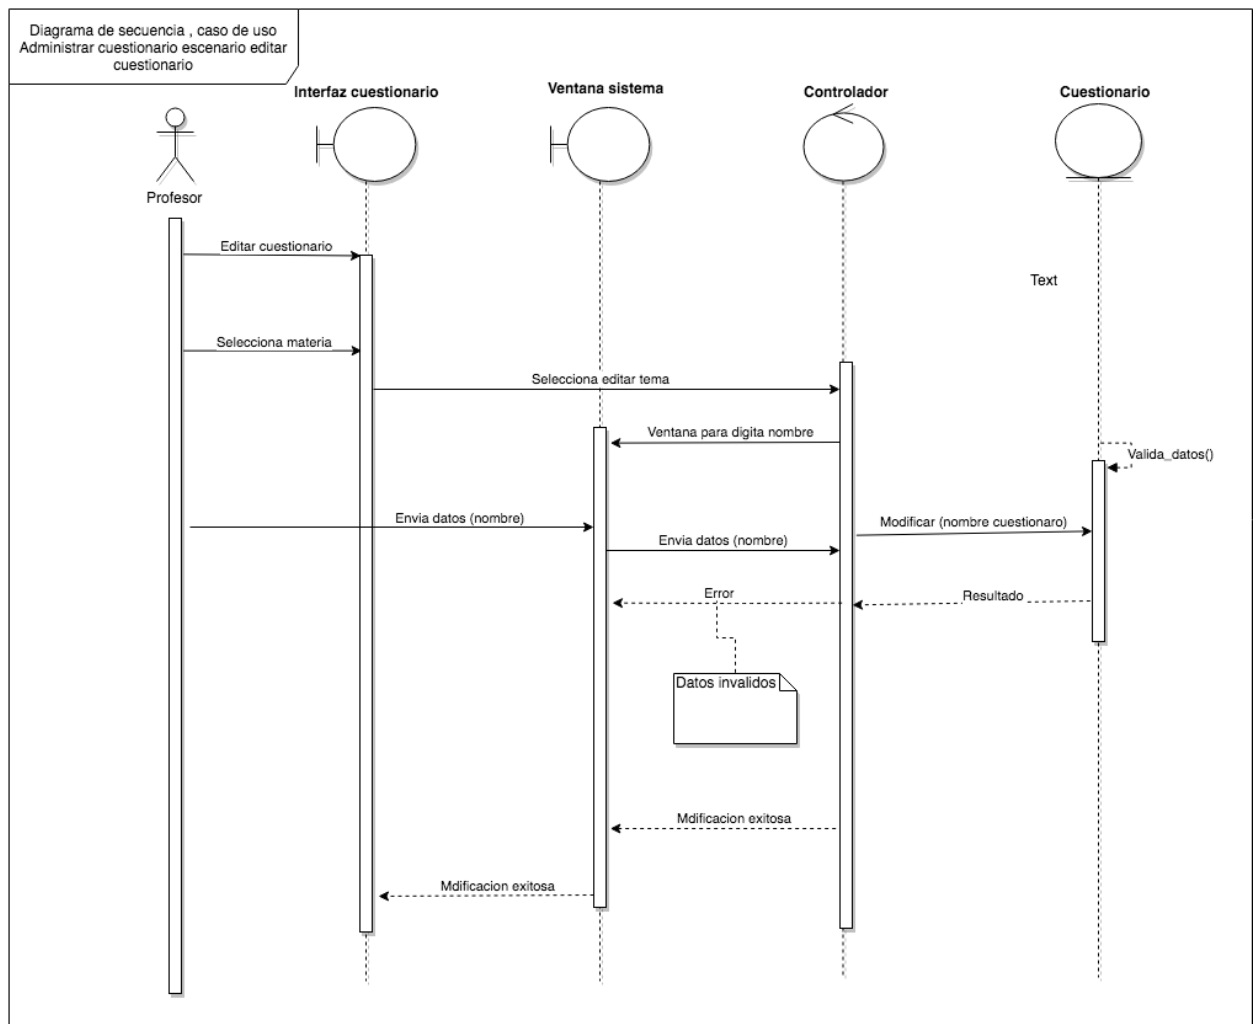 Diagrama de secuencia , caso de uso
Administrar cuestionario escenario editar
cuestionario
Interfaz cuestionario
Ventana sistema
Controlador
Cuestionario
Profesor
Editar cuestionario
Text
Selecciona materia
Selecciona editar tema
Ventana para digita nombre
Valida_datos()
Envia datos (nombre)
Modificar (nombre cuestionaro)
Envia datos (nombre)
Error
Resultado
Datos invalidos
Mdificacion exitosa
Mdificacion exitosa